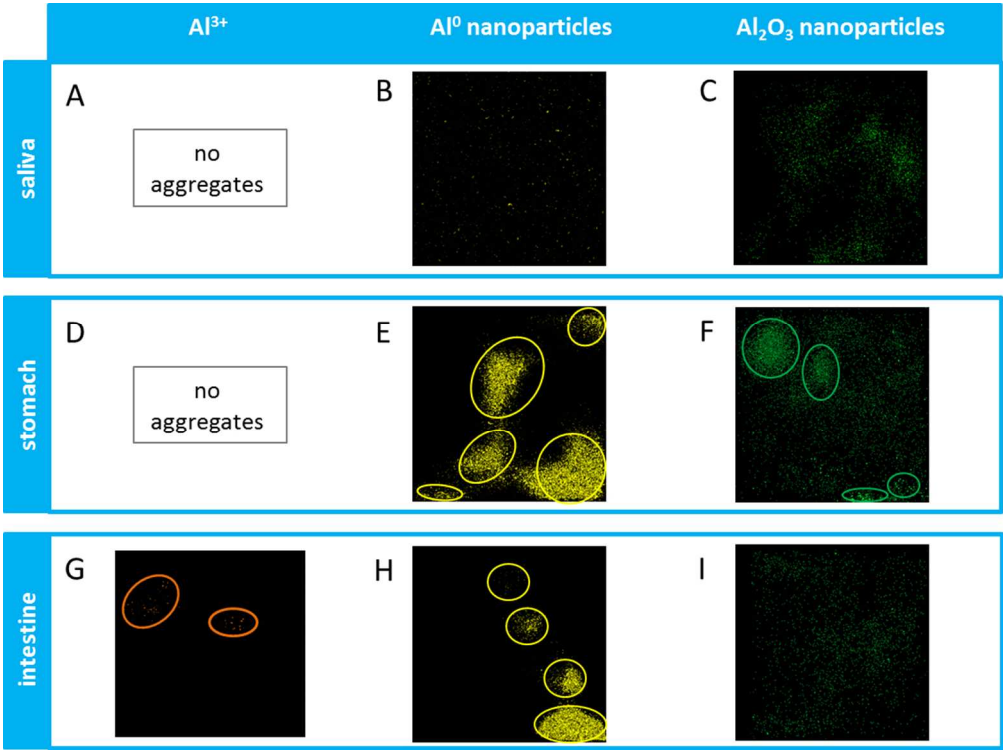 Al³⁺
Al⁰ nanoparticles
Al₂O₃ nanoparticles
saliva
A
no
aggregates
B
C
stomach
D
no
aggregates
E
F
intestine
G
H
I